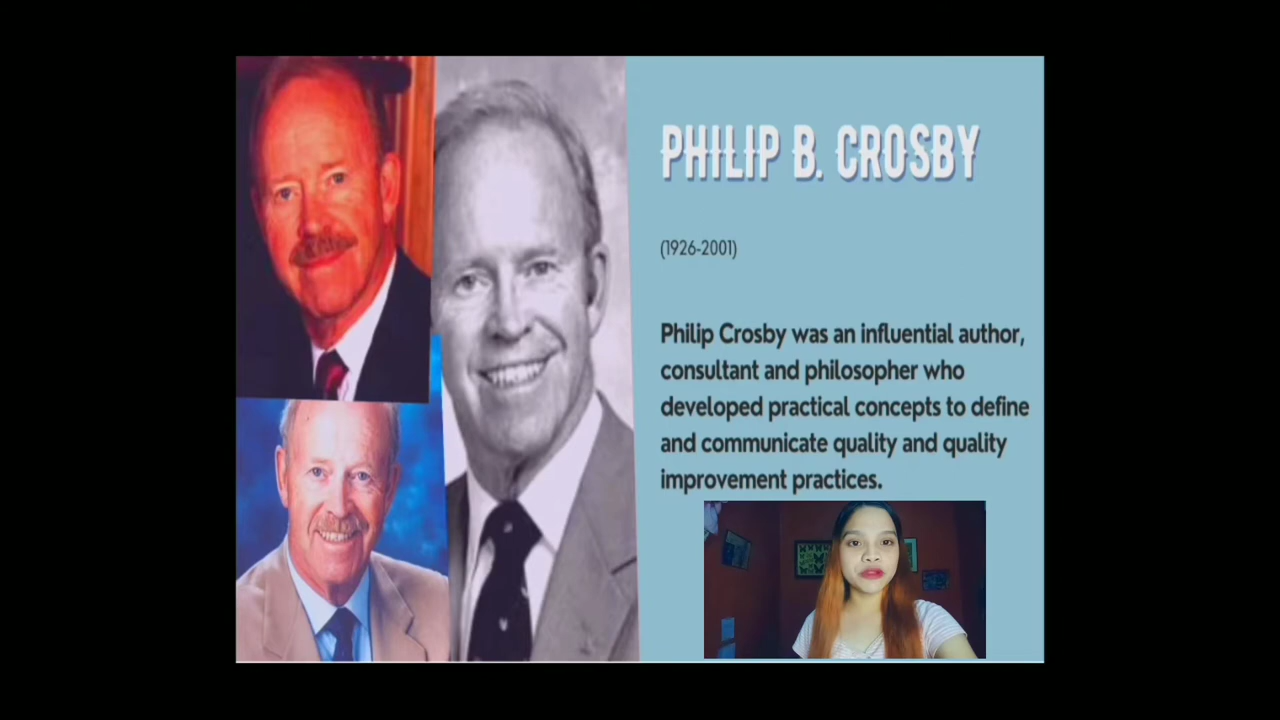 PHILIP B. CROSBY
(1926-2001)
Philip Crosby was an influential author,
consultant and philosopher who
developed practical concepts to define
and communicate quality and quality
improvement practices.